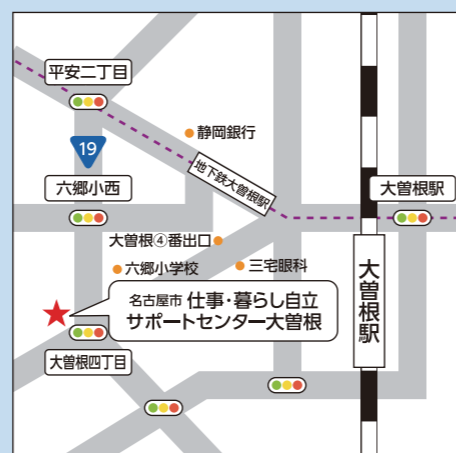 平安二丁目
静岡銀行
19
地下鉄大曽根駅
六郷小西
大曽根駅
大曽根④番出口
六郷小学校
三宅眼科
大曽根駅
名古屋市 仕事・暮らし自立
サポートセンター大曽根
大曽根四丁目